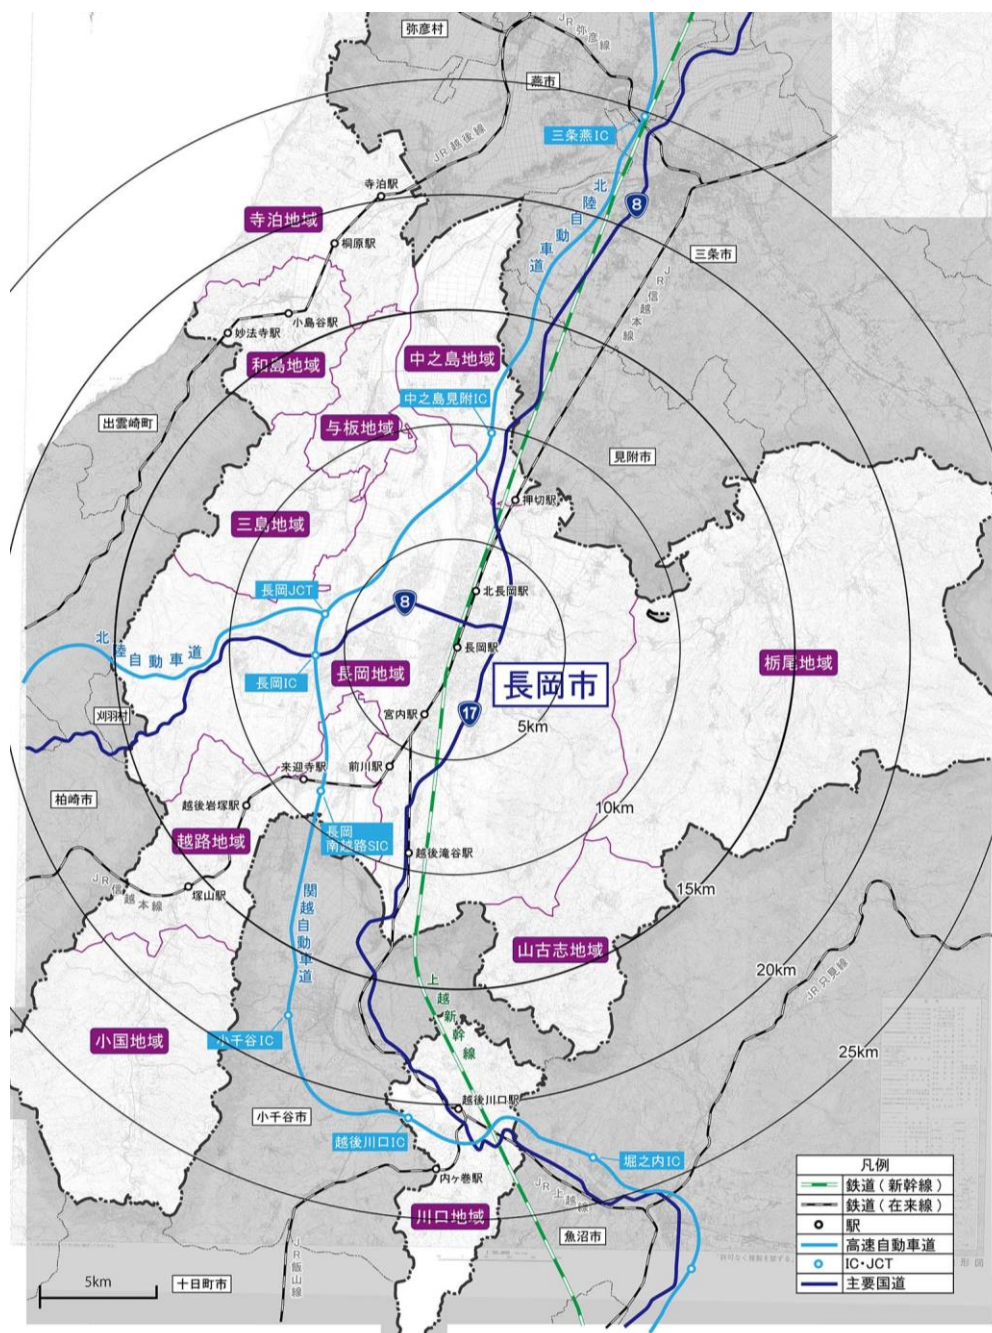 弥彦村
JR弥彦線
燕市
三条燕IC
JR越後線
寺泊駅
北陸自動車道
8
寺泊地域
桐原駅
三条市
JR信越本線
小島谷駅
妙法寺駅
和島地域
中之島地域
中之島見附IC
出雲崎町
与板地域
見附市
押切駅
三島地域
長岡JCT
北長岡駅
8
北陸自動車道
長岡駅
長岡地域
栃尾地域
長岡IC
長岡市
刈羽村
宮内駅
17
5km
来迎寺駅
前川駅
柏崎市
越後岩塚駅
10km
長岡
南越路SIC
越路地域
越後滝谷駅
JR信越本線
塚山駅
15km
関越自動車道
山古志地域
20km
JR只見線
上越新幹線
小国地域
小千谷IC
25km
越後川口駅
小千谷市
越後川口IC
堀之内IC
内ヶ巻駅
JR上越線
川口地域
魚沼市
JR飯山線
十日町市
5km
凡例
鉄道(新幹線)
鉄道(在来線)
駅
高速自動車道
IC・JCT
主要国道